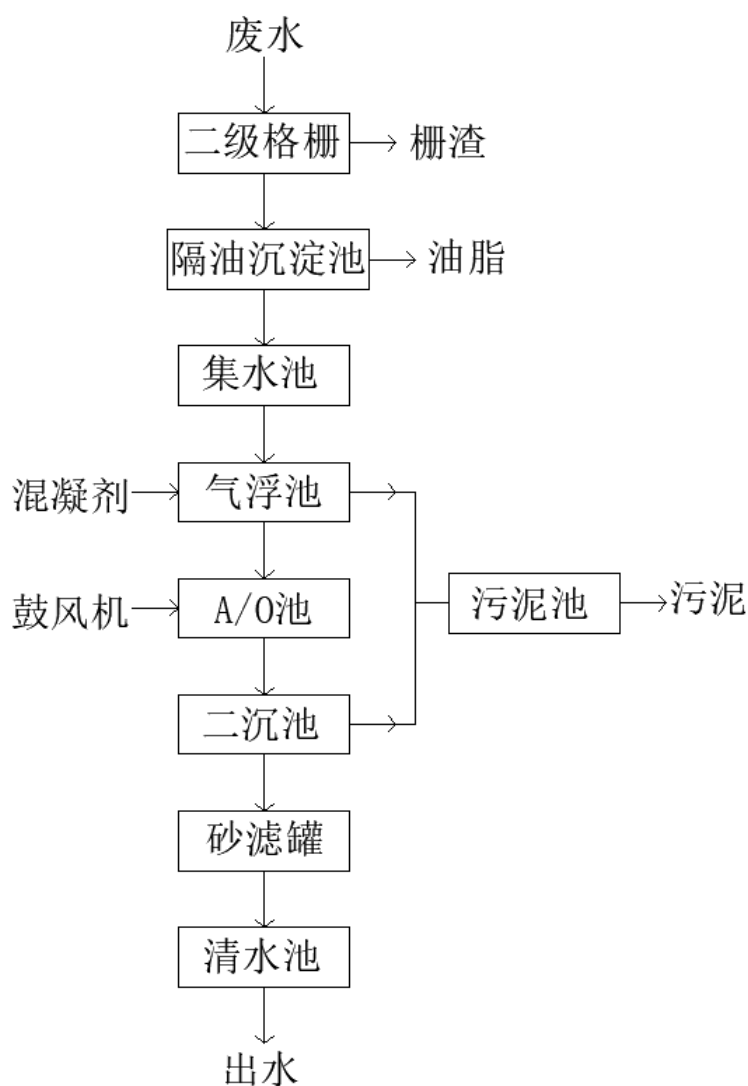 废水
二级格栅
栅渣
隔油沉淀池
油脂
集水池
混凝剂
气浮池
鼓风机
A/O池
污泥池
污泥
二沉池
砂滤罐
清水池
出水